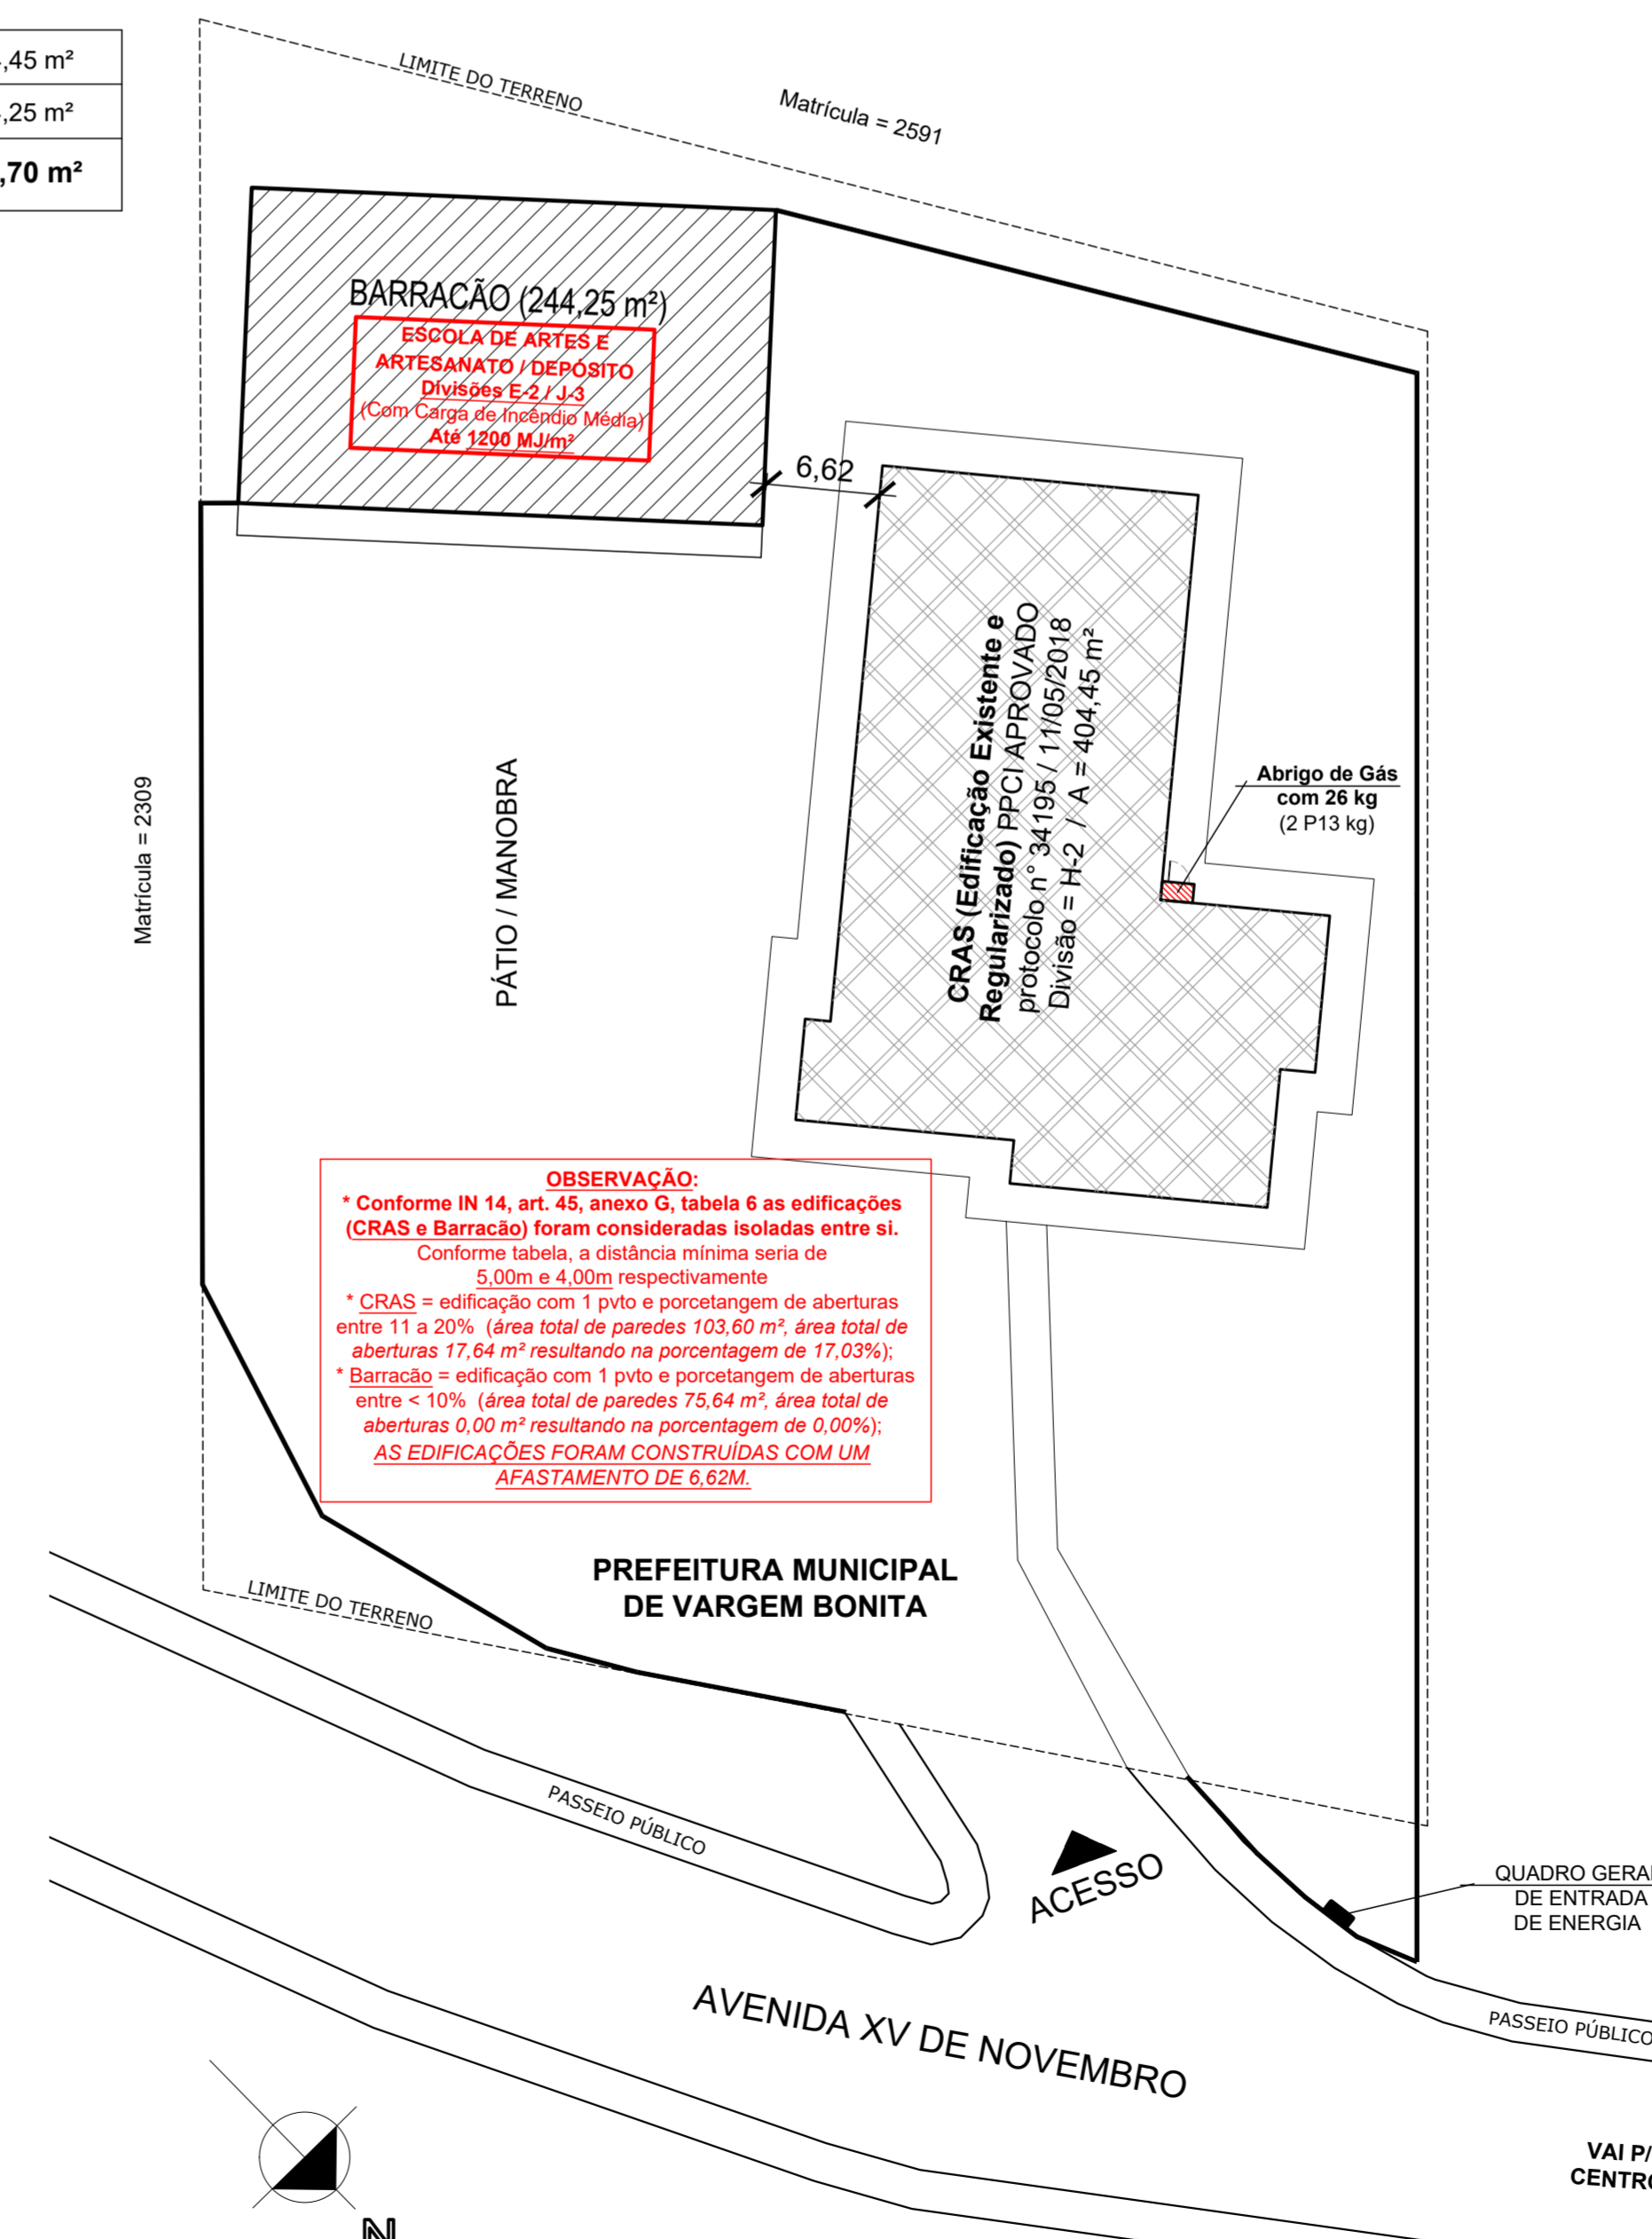 ,45 m²
,25 m²
,70 m²
LIMITE DO TERRENO
Matrícula = 2591
BARRACÃO (244,25 m²)
ESCOLA DE ARTES E
ARTESANATO / DEPÓSITO
Divisões E-2 / J-3
(Com Carga de Incêndio Média)
Até 1200 MJ/m²
6,62
CRAS (Edificação Existente e
Regularizado) PPCI APROVADO
protocolo n° 34195 / 11/05/2018
Divisão = H-2 / A = 404,45 m²
Abrigo de Gás
com 26 kg
(2 P13 kg)
Matrícula = 2309
PÁTIO / MANOBRA
OBSERVAÇÃO:
* Conforme IN 14, art. 45, anexo G, tabela 6 as edificações
(CRAS e Barracão) foram consideradas isoladas entre si.
Conforme tabela, a distância mínima seria de
5,00m e 4,00m respectivamente
* CRAS = edificação com 1 pvto e porcetangem de aberturas
entre 11 a 20% (área total de paredes 103,60 m², área total de
aberturas 17,64 m² resultando na porcentagem de 17,03%);
* Barracão = edificação com 1 pvto e porcetangem de aberturas
entre < 10% (área total de paredes 75,64 m², área total de
aberturas 0,00 m² resultando na porcentagem de 0,00%);
AS EDIFICAÇÕES FORAM CONSTRUÍDAS COM UM
AFASTAMENTO DE 6,62M.
PREFEITURA MUNICIPAL
DE VARGEM BONITA
LIMITE DO TERRENO
PASSEIO PÚBLICO
ACESSO
QUADRO GERA
DE ENTRADA
DE ENERGIA
PASSEIO PÚBLICO
AVENIDA XV DE NOVEMBRO
VAI P/
CENTRO
N